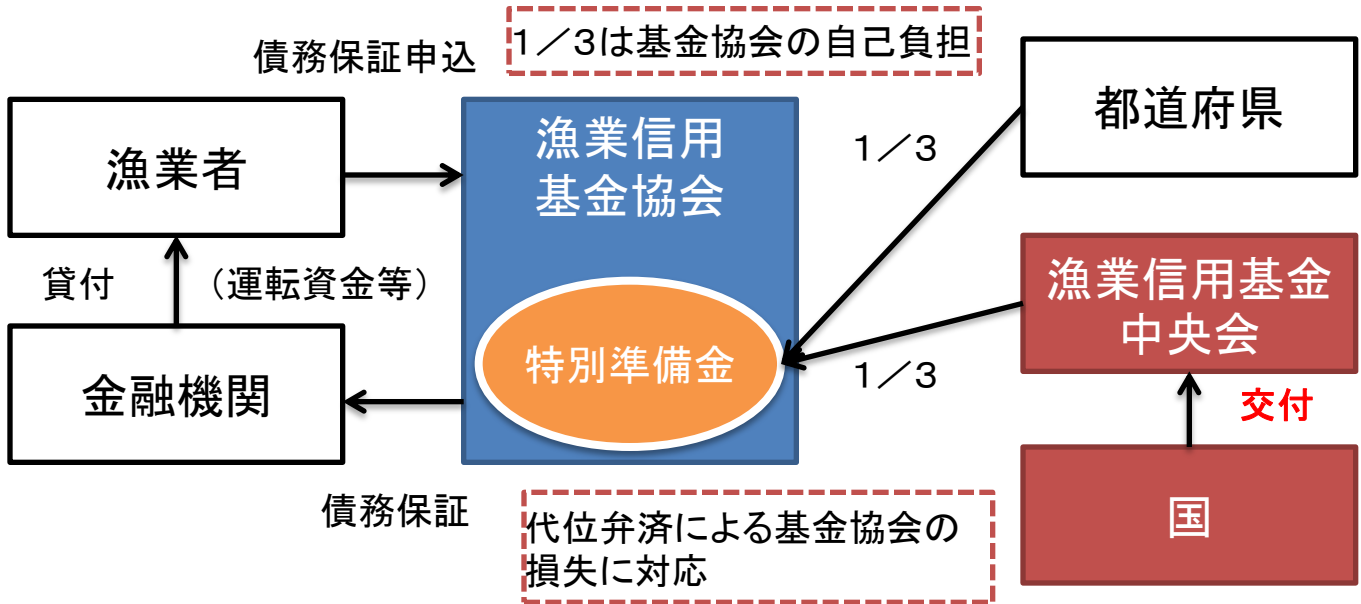 債務保証申込
1／3は基金協会の自己負担
漁業者
漁業信用
基金協会
1／3
都道府県
貸付
（運転資金等）
特別準備金
漁業信用基金
中央会
1／3
金融機関
交付
債務保証
代位弁済による基金協会の
損失に対応
国